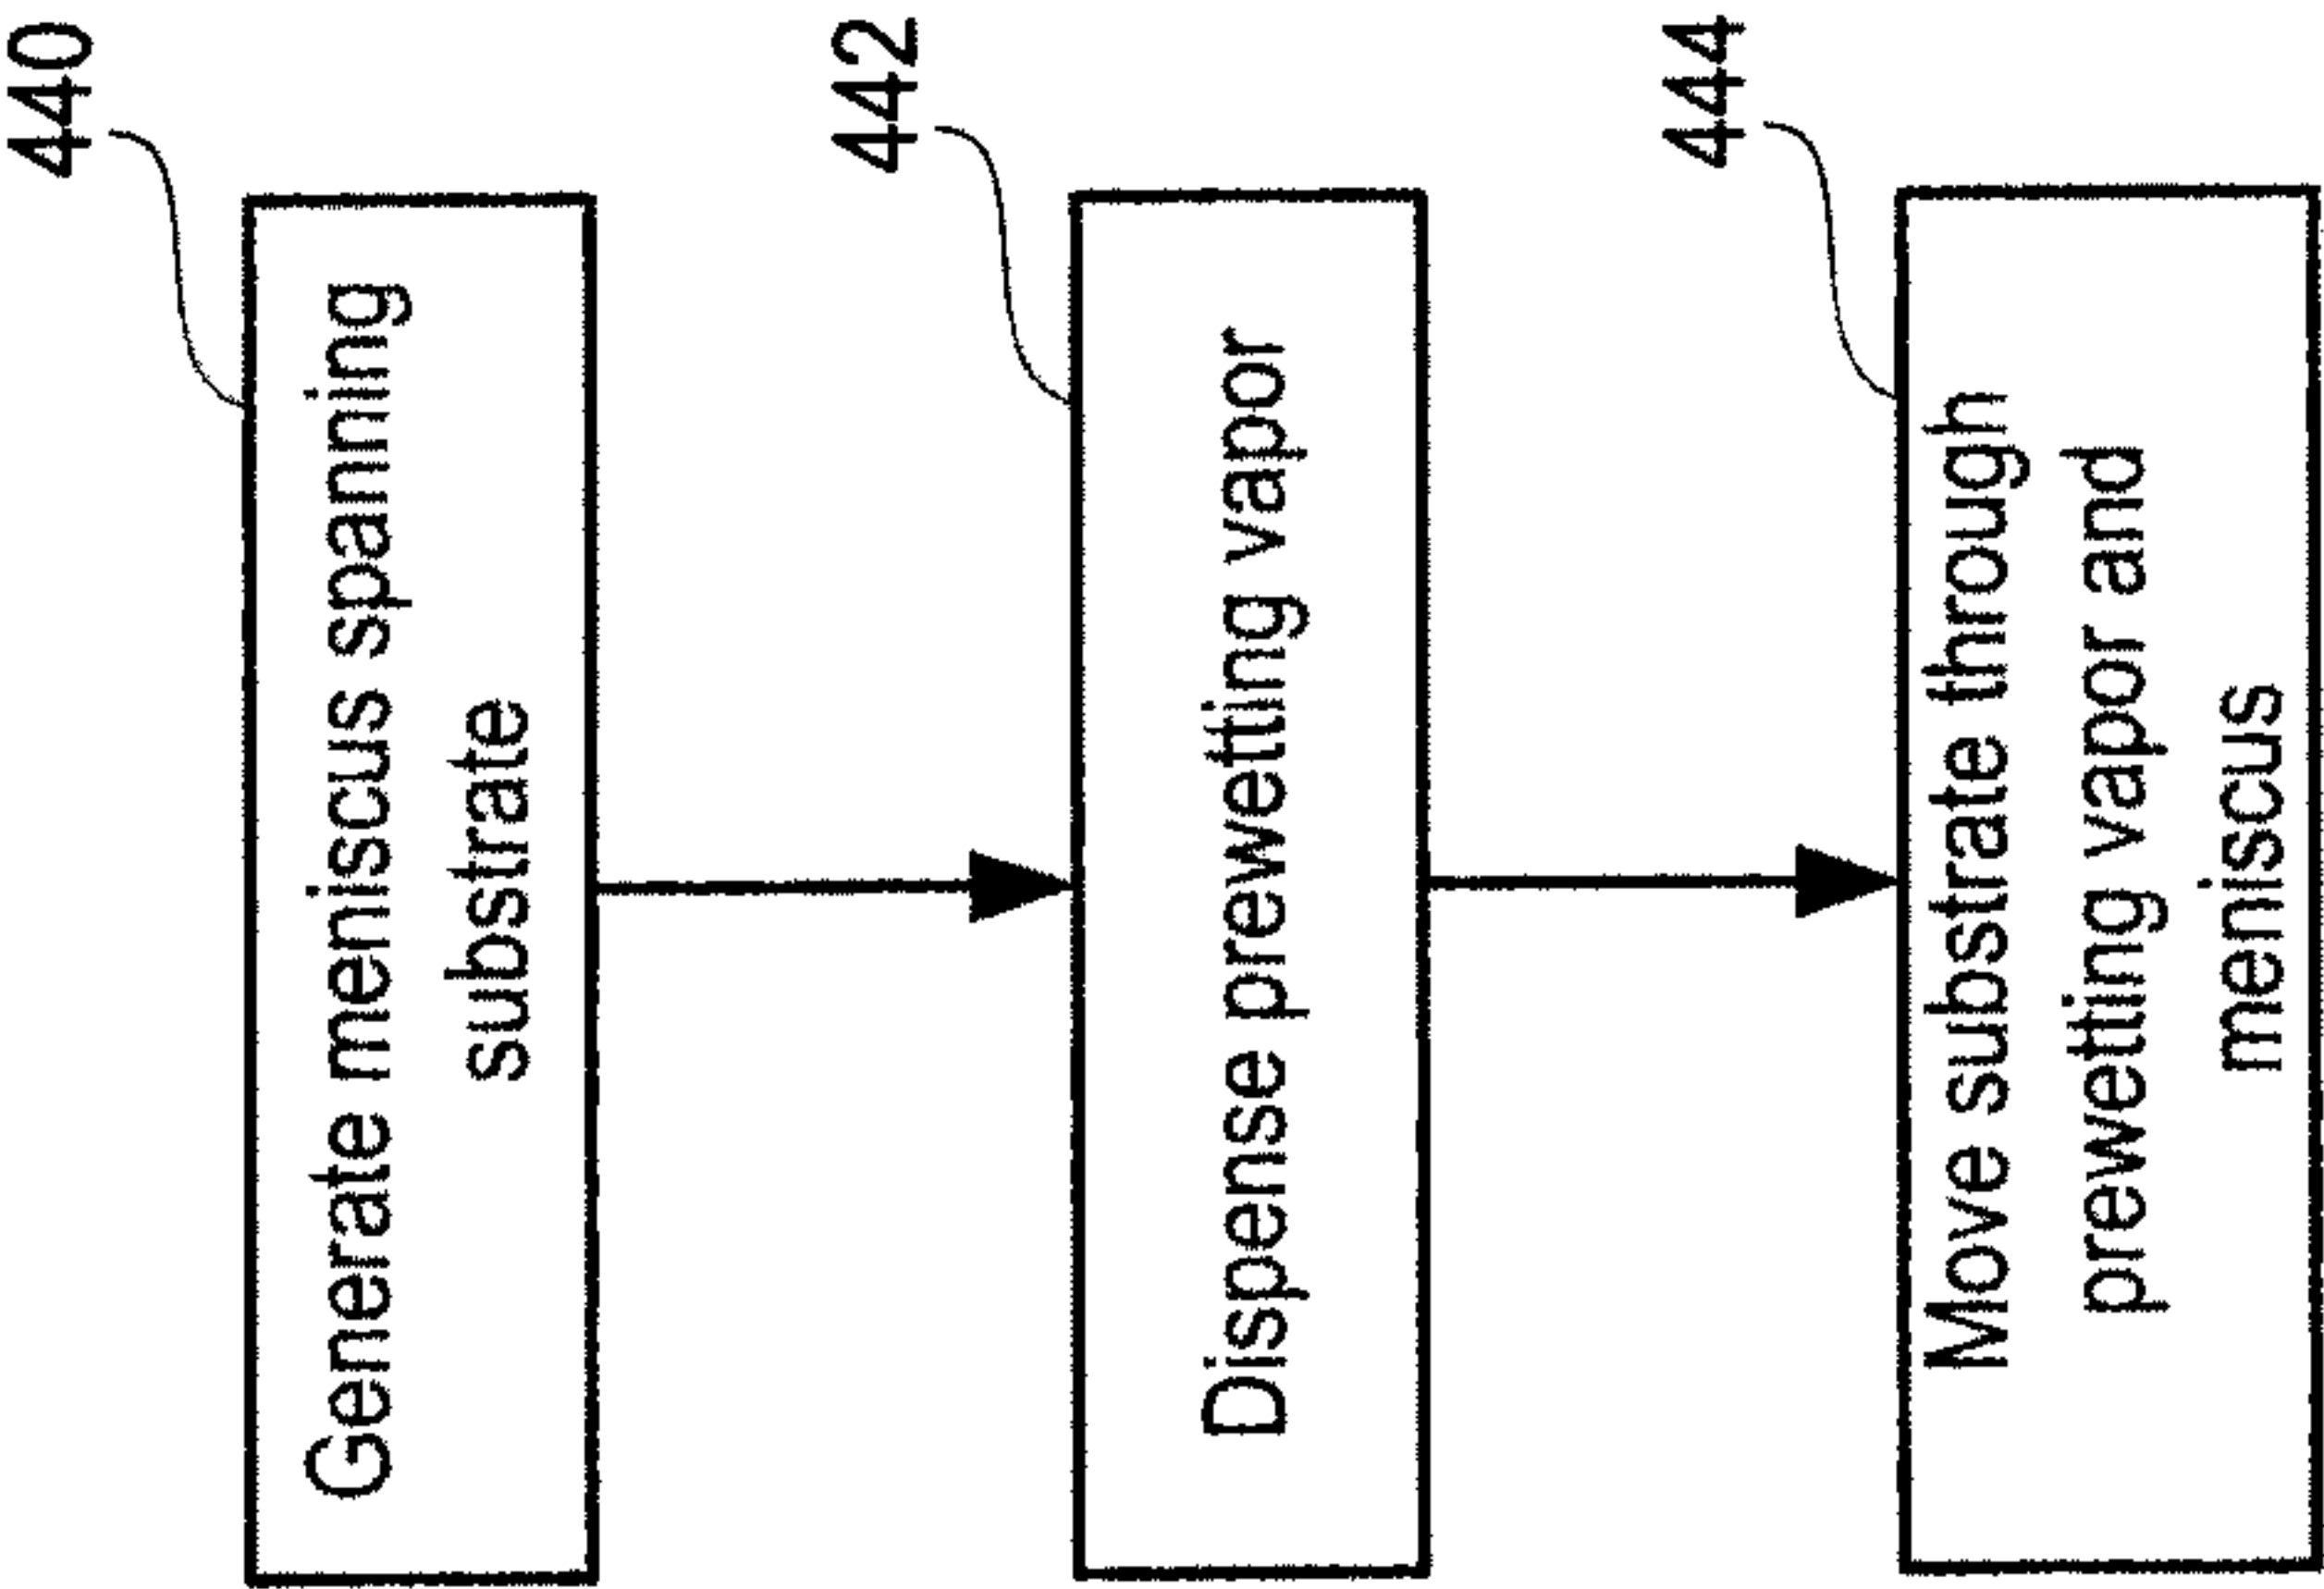 440
Generate meniscus spanning
substrate
442
Dispense prewetting vapor
444
Move substrate through
prewetting vapor and
meniscus